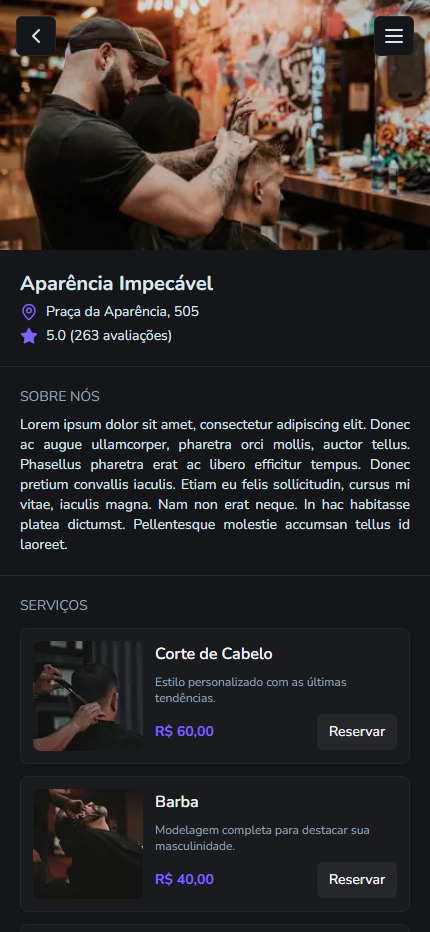 Aparência Impecável
Praça da Aparência, 505
5.0 (263 avaliações)
SOBRE NÓS
Lorem ipsum dolor sit amet, consectetur adipiscing elit. Donec
ac augue ullamcorper, pharetra orci mollis, auctor tellus.
Phasellus pharetra erat ac libero efficitur tempus. Donec
pretium convallis iaculis. Etiam eu felis sollicitudin, cursus mi
vitae, iaculis magna. Nam non erat neque. In hac habitasse
platea dictumst. Pellentesque molestie accumsan tellus id
laoreet.
SERVIÇOS
Corte de Cabelo
Estilo personalizado com as últimas
tendências.
R$ 60,00
Reservar
Barba
Modelagem completa para destacar sua
masculinidade.
R$ 40,00
Reservar